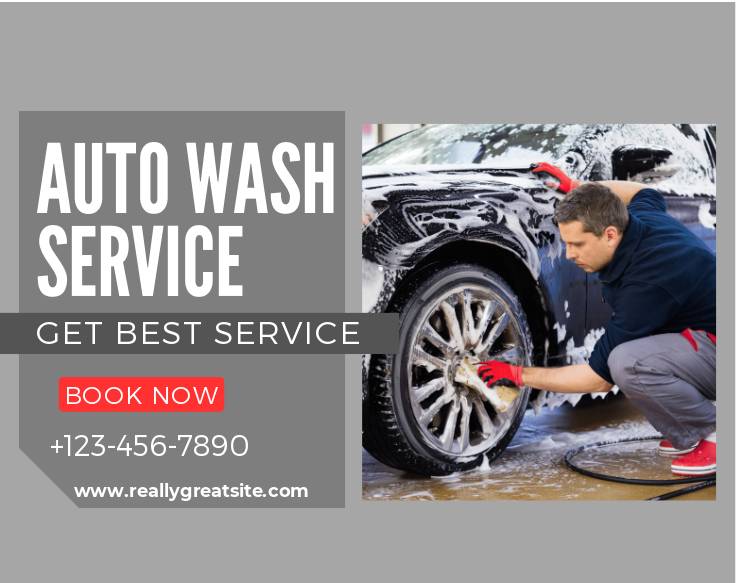 AUTO WASH
SERVICE
GET BEST SERVICE
BOOK NOW
+123-456-7890
www.reallygreatsite.com